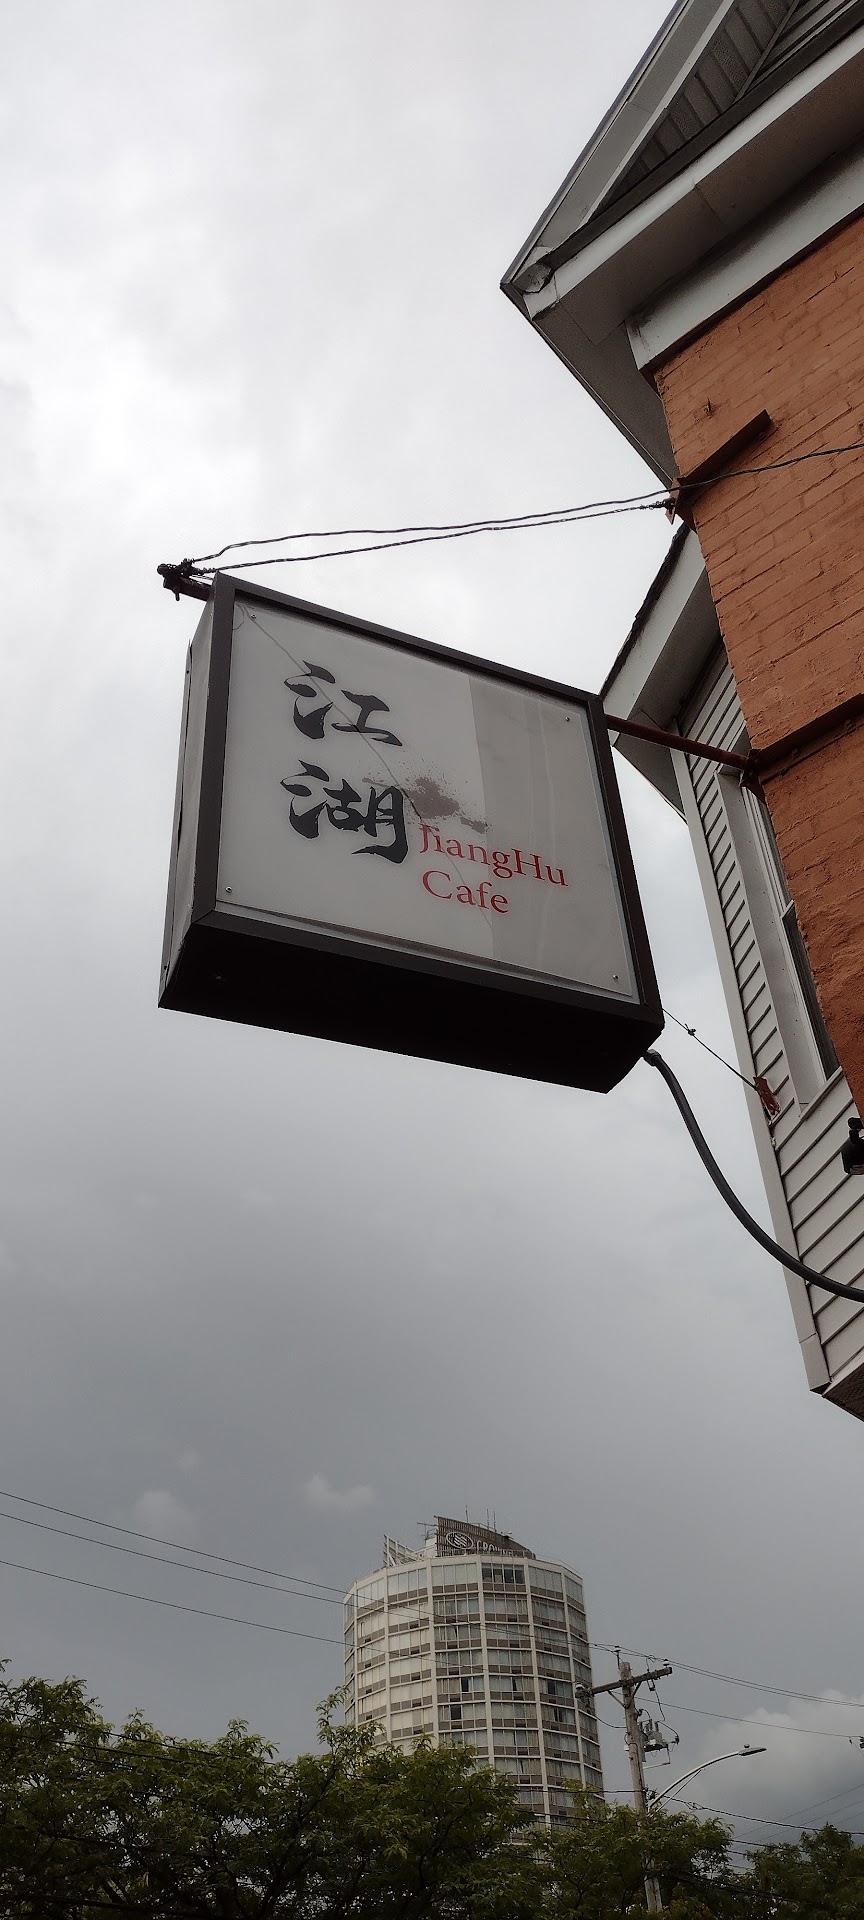 江
湖
JiangHu
Cafe